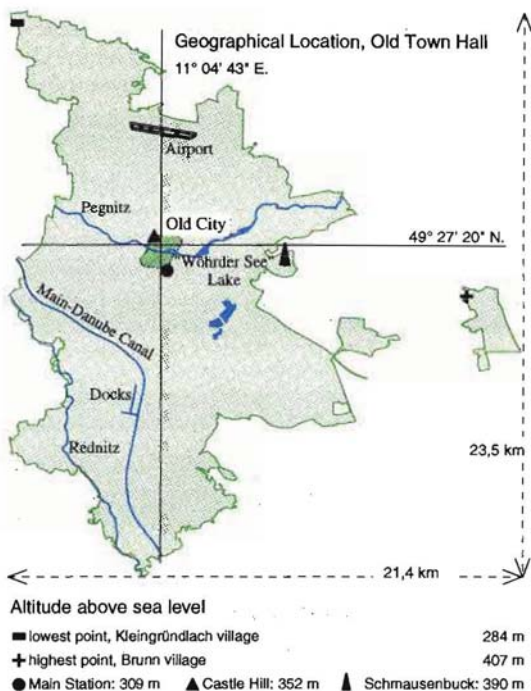 Geographical Location, Old Town Hall
11° 04' 43" E.
Airport
Pegnitz
Old City
49° 27' 20" N.
"Wöhrder See"
Lake
Main-Danube Canal
Docks
Rednitz
23,5 km
21,4 km
Altitude above sea level
lowest point, Kleingründlach village 284 m
highest point, Brunn village 407 m
Main Station: 309 m Castle Hill: 352 m Schmausenbuck: 390 m